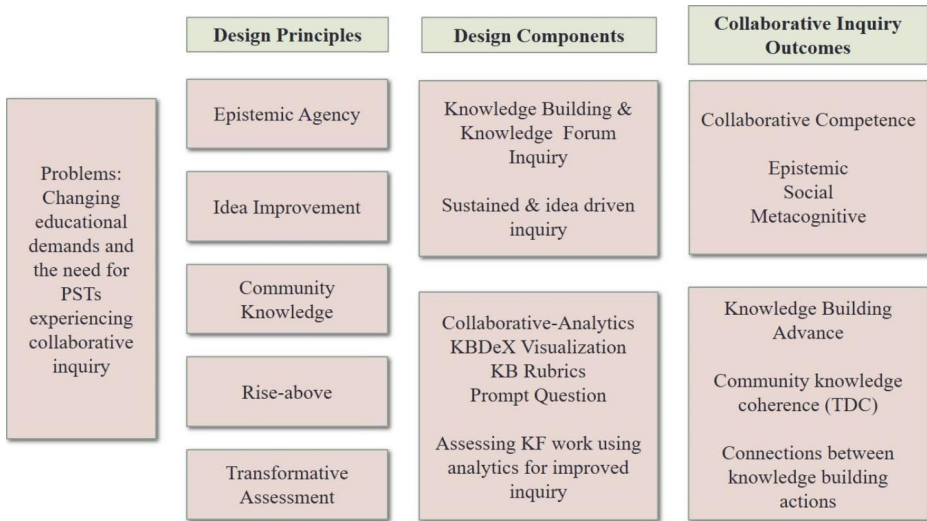 Problems:
Changing
educational
demands and
the need for
PSTs
experiencing
collaborative
inquiry
Design Principles
Epistemic Agency
Idea Improvement
Community
Knowledge
Rise-above
Transformative
Assessment
Design Components
Knowledge Building &
Knowledge Forum
Inquiry
Sustained & idea driven
inquiry
Collaborative-Analytics
KBDeX Visualization
KB Rubrics
Prompt Question
Assessing KF work using
analytics for improved
inquiry
Collaborative Inquiry
Outcomes
Collaborative Competence
Epistemic
Social
Metacognitive
Knowledge Building
Advance
Community knowledge
coherence (TDC)
Connections between
knowledge building
actions